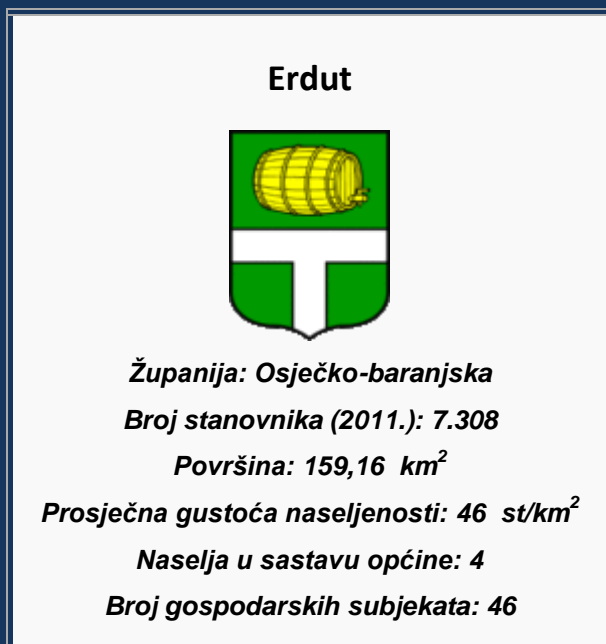 Erdut
Županija: Osječko-baranjska
Broj stanovnika (2011.): 7.308
Površina: 159,16 km²
Prosječna gustoća naseljenosti: 46 st/km²
Naselja u sastavu općine: 4
Broj gospodarskih subjekata: 46